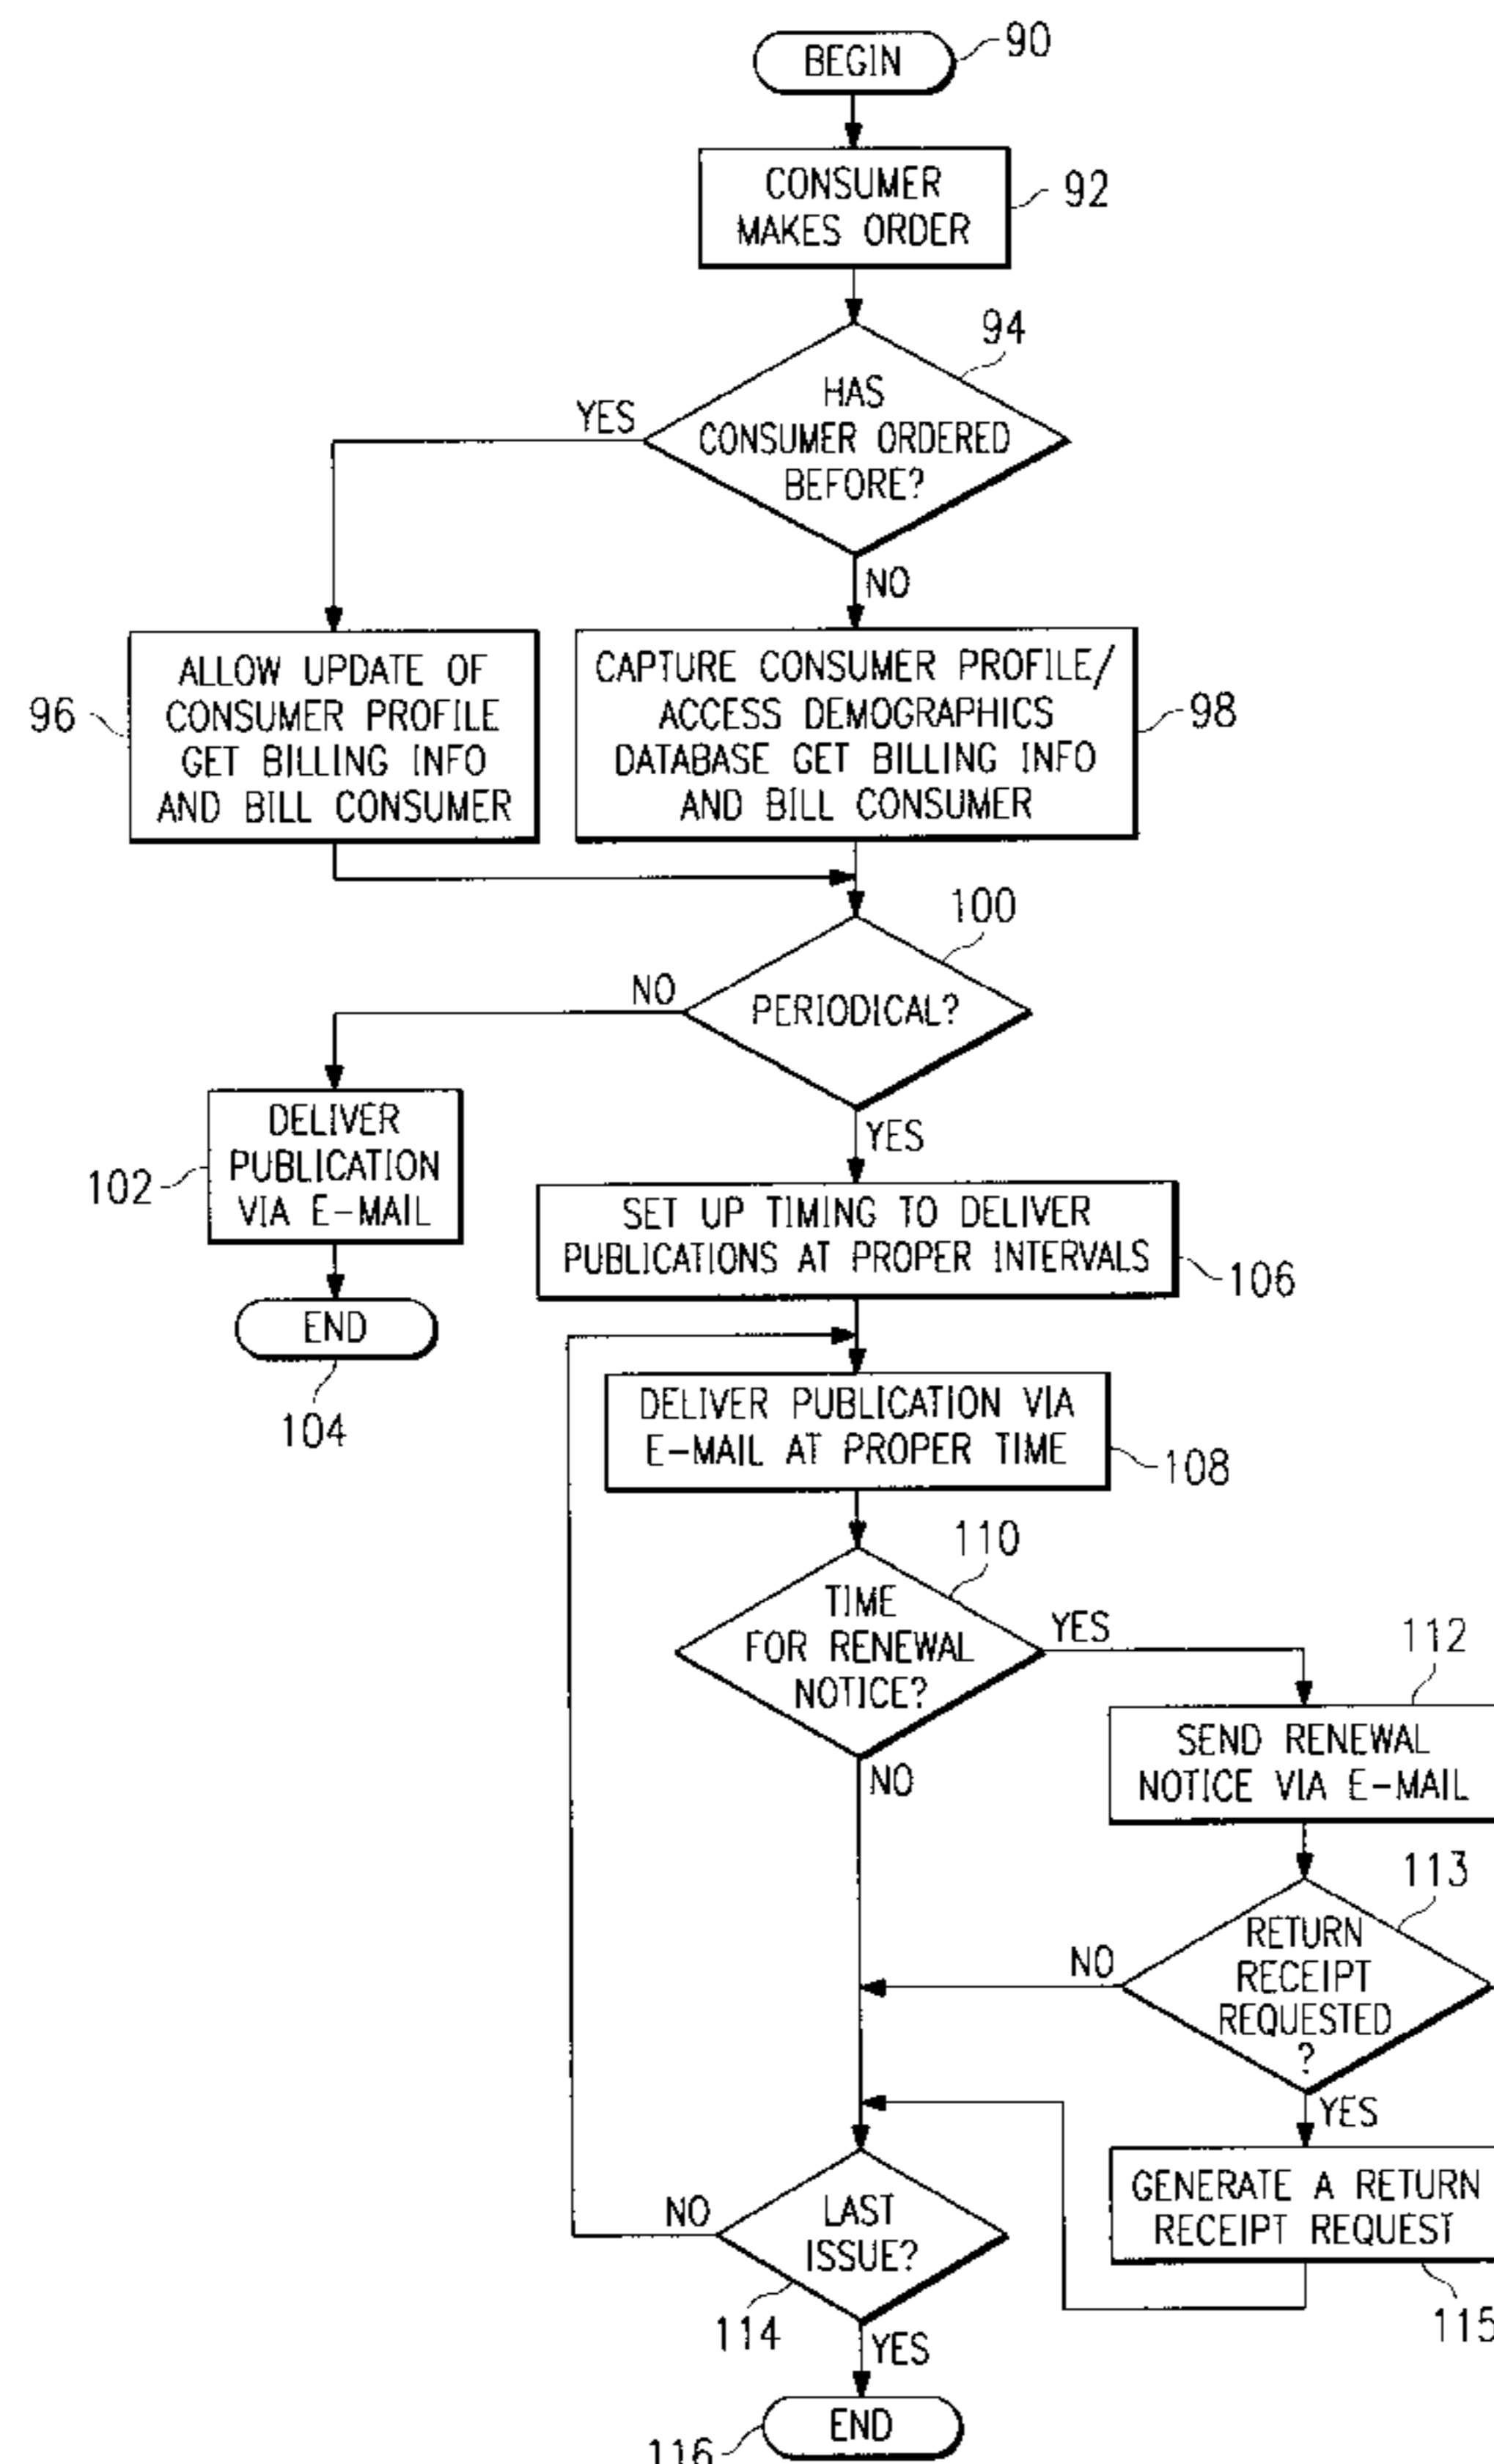 BEGIN
90
CONSUMER
MAKES ORDER
92
94
HAS
CONSUMER ORDERED
BEFORE?
YES
NO
96
ALLOW UPDATE OF
CONSUMER PROFILE
GET BILLING INFO
AND BILL CONSUMER
CAPTURE CONSUMER PROFILE/
ACCESS DEMOGRAPHICS
DATABASE GET BILLING INFO
AND BILL CONSUMER
98
100
PERIODICAL?
NO
YES
102
DELIVER
PUBLICATION
VIA E-MAIL
END
104
SET UP TIMING TO DELIVER
PUBLICATIONS AT PROPER INTERVALS
106
DELIVER PUBLICATION VIA
E-MAIL AT PROPER TIME
108
110
TIME
FOR RENEWAL
NOTICE?
YES
NO
112
SEND RENEWAL
NOTICE VIA E-MAIL
113
RETURN
RECEIPT
REQUESTED
?
NO
YES
GENERATE A RETURN
RECEIPT REQUEST
115
LAST
ISSUE?
NO
114
YES
END
116